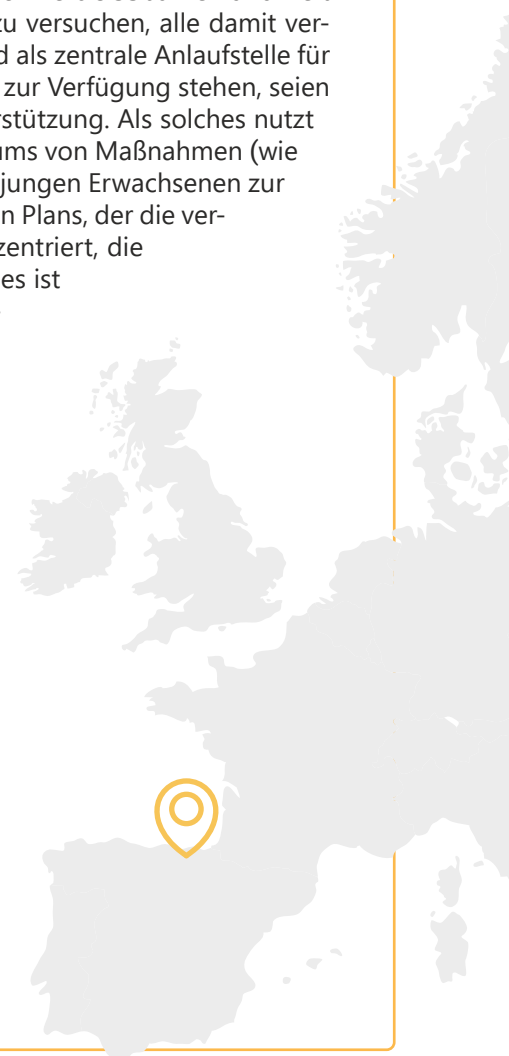 zu versuchen, alle damit ver-
d als zentrale Anlaufstelle für
zur Verfügung stehen, seien
rstützung. Als solches nutzt
ums von Maßnahmen (wie
jungen Erwachsenen zur
n Plans, der die ver-
zentriert, die
es ist